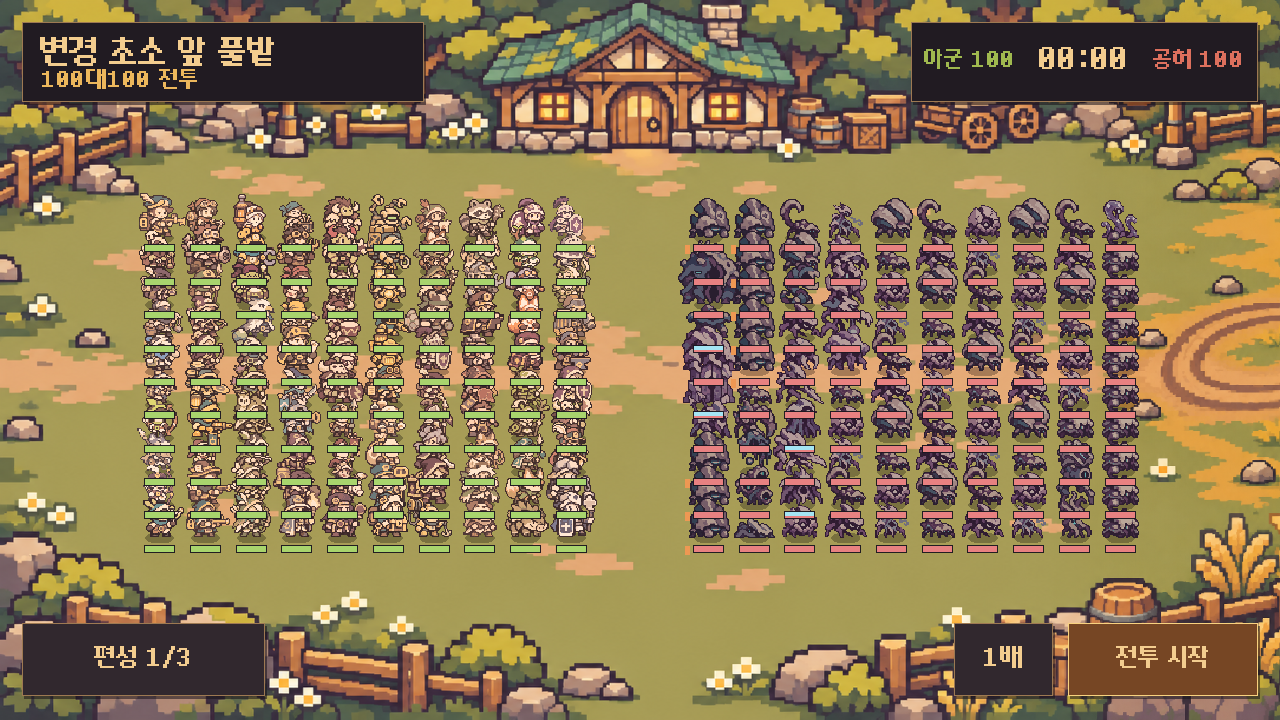 변경 초소 앞 풀밭
100대100 전투
아군 100
00:00
공허 100
편성 1/3
1배
전투 시작